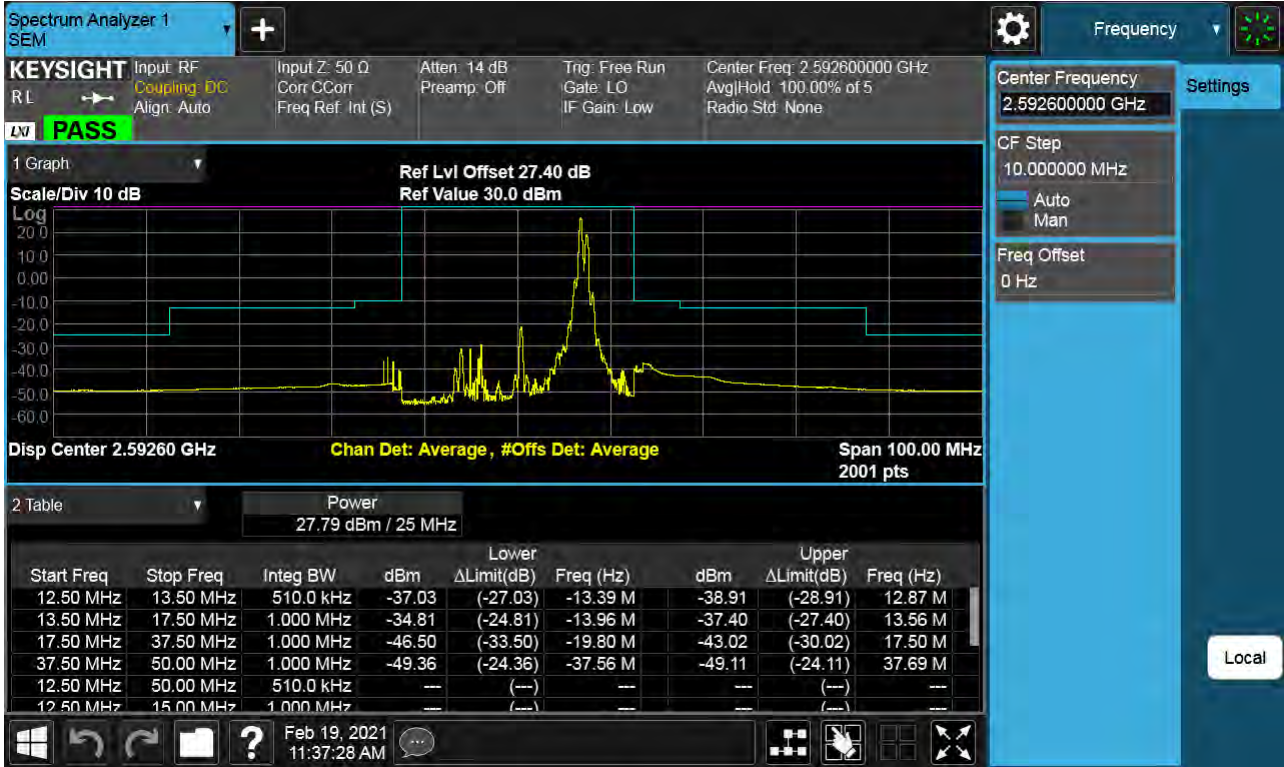 Spectrum Analyzer 1
SEM
+
Frequency
KEYSIGHT
RL
LXI
PASS
Input: RF
Coupling: DC
Align: Auto
Input Z: 50 Ω
Corr CCorr
Freq Ref: Int (S)
Atten: 14 dB
Preamp: Off
Trig: Free Run
Gate: LO
IF Gain: Low
Center Freq: 2.592600000 GHz
Avg|Hold: 100.00% of 5
Radio Std: None
Center Frequency
2.592600000 GHz
Settings
CF Step
10.000000 MHz
Auto
Man
Freq Offset
0 Hz
Local
1 Graph
Scale/Div 10 dB
Ref Lvl Offset 27.40 dB
Ref Value 30.0 dBm
Log
20.0
10.0
0.00
-10.0
-20.0
-30.0
-40.0
-50.0
-60.0
Disp Center 2.59260 GHz
Chan Det: Average, #Offs Det: Average
Span 100.00 MHz
2001 pts
2 Table
Power
27.79 dBm / 25 MHz
Lower Upper
Start Freq Stop Freq Integ BW dBm ΔLimit(dB) Freq (Hz) dBm ΔLimit(dB) Freq (Hz)
12.50 MHz 13.50 MHz 510.0 kHz -37.03 (-27.03) -13.39 M -38.91 (-28.91) 12.87 M
13.50 MHz 17.50 MHz 1.000 MHz -34.81 (-24.81) -13.96 M -37.40 (-27.40) 13.56 M
17.50 MHz 37.50 MHz 1.000 MHz -46.50 (-33.50) -19.80 M -43.02 (-30.02) 17.50 M
37.50 MHz 50.00 MHz 1.000 MHz -49.36 (-24.36) -37.56 M -49.11 (-24.11) 37.69 M
12.50 MHz 50.00 MHz 510.0 kHz --- (---) --- --- (---) ---
12.50 MHz 15.00 MHz 1.000 MHz --- (---) --- --- (---) ---
?
Feb 19, 2021
11:37:28 AM